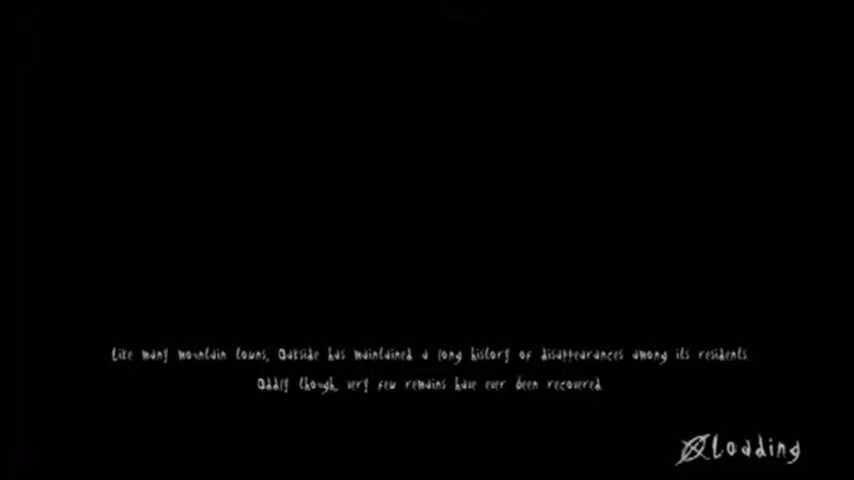 Like many mountain towns, Oakside has maintained a long history of disappearances among its residents.
Oddly though, very few remains have ever been recovered.
Loading